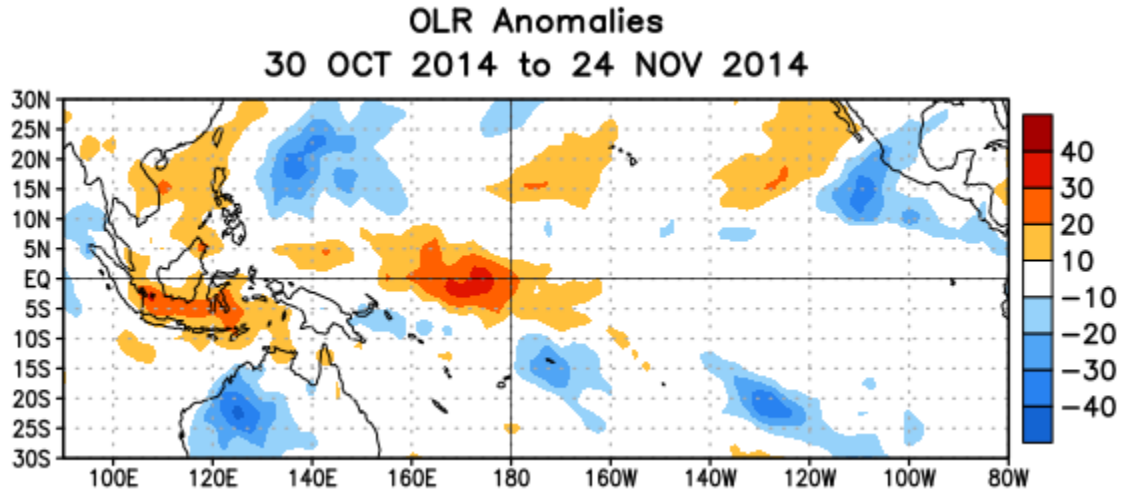 OLR Anomalies
30 OCT 2014 to 24 NOV 2014
30N
25N
20N
15N
10N
5N
EQ
5S
10S
15S
20S
25S
30S
100E 120E 140E 160E 180 160W 140W 120W 100W 80W
40
30
20
10
−10
−20
−30
−40